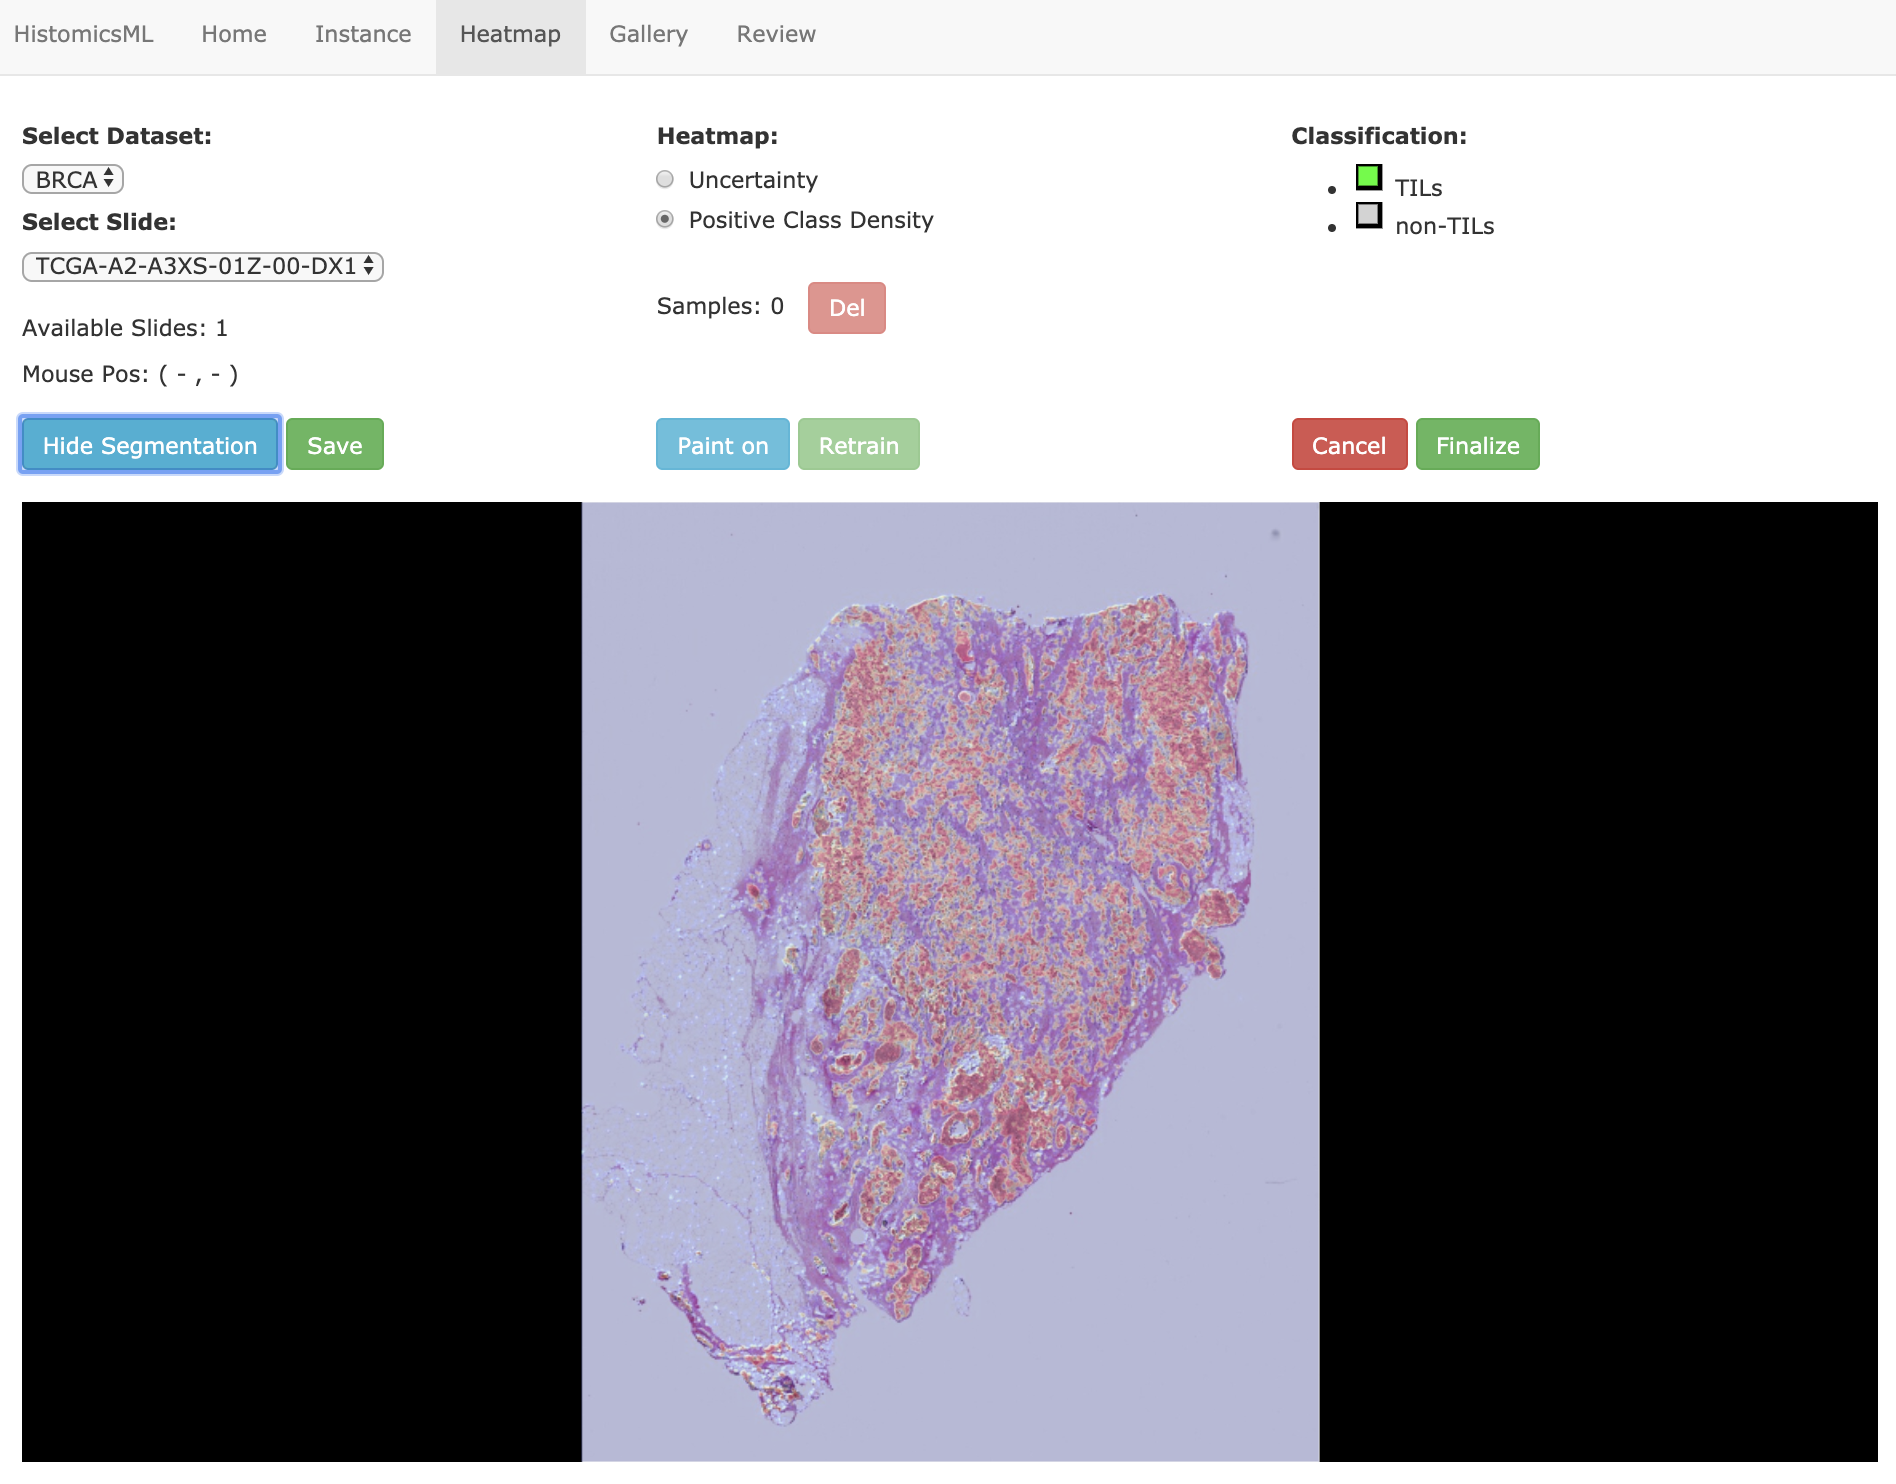 HistomicsML Home Instance Heatmap Gallery Review
Select Dataset:
BRCA
Select Slide:
TCGA-A2-A3XS-01Z-00-DX1
Available Slides: 1
Mouse Pos: ( - , - )
Hide Segmentation Save
Heatmap:
Uncertainty
Positive Class Density
Samples: 0 Del
Paint on Retrain
Classification:
TILs
non-TILs
Cancel Finalize